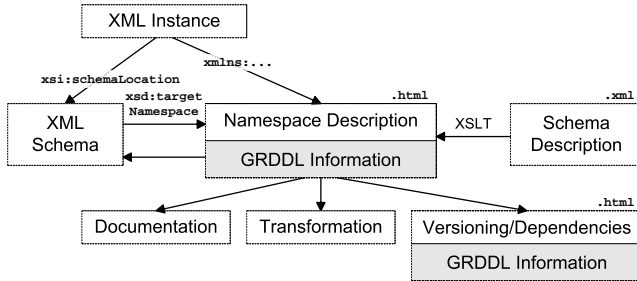 XML Instance
xsi:schemaLocation
xmlns:...
xsd:target
Namespace
.html
.xml
XML
Schema
Namespace Description
GRDDL Information
XSLT
Schema
Description
.html
Documentation
Transformation
Versioning/Dependencies
GRDDL Information